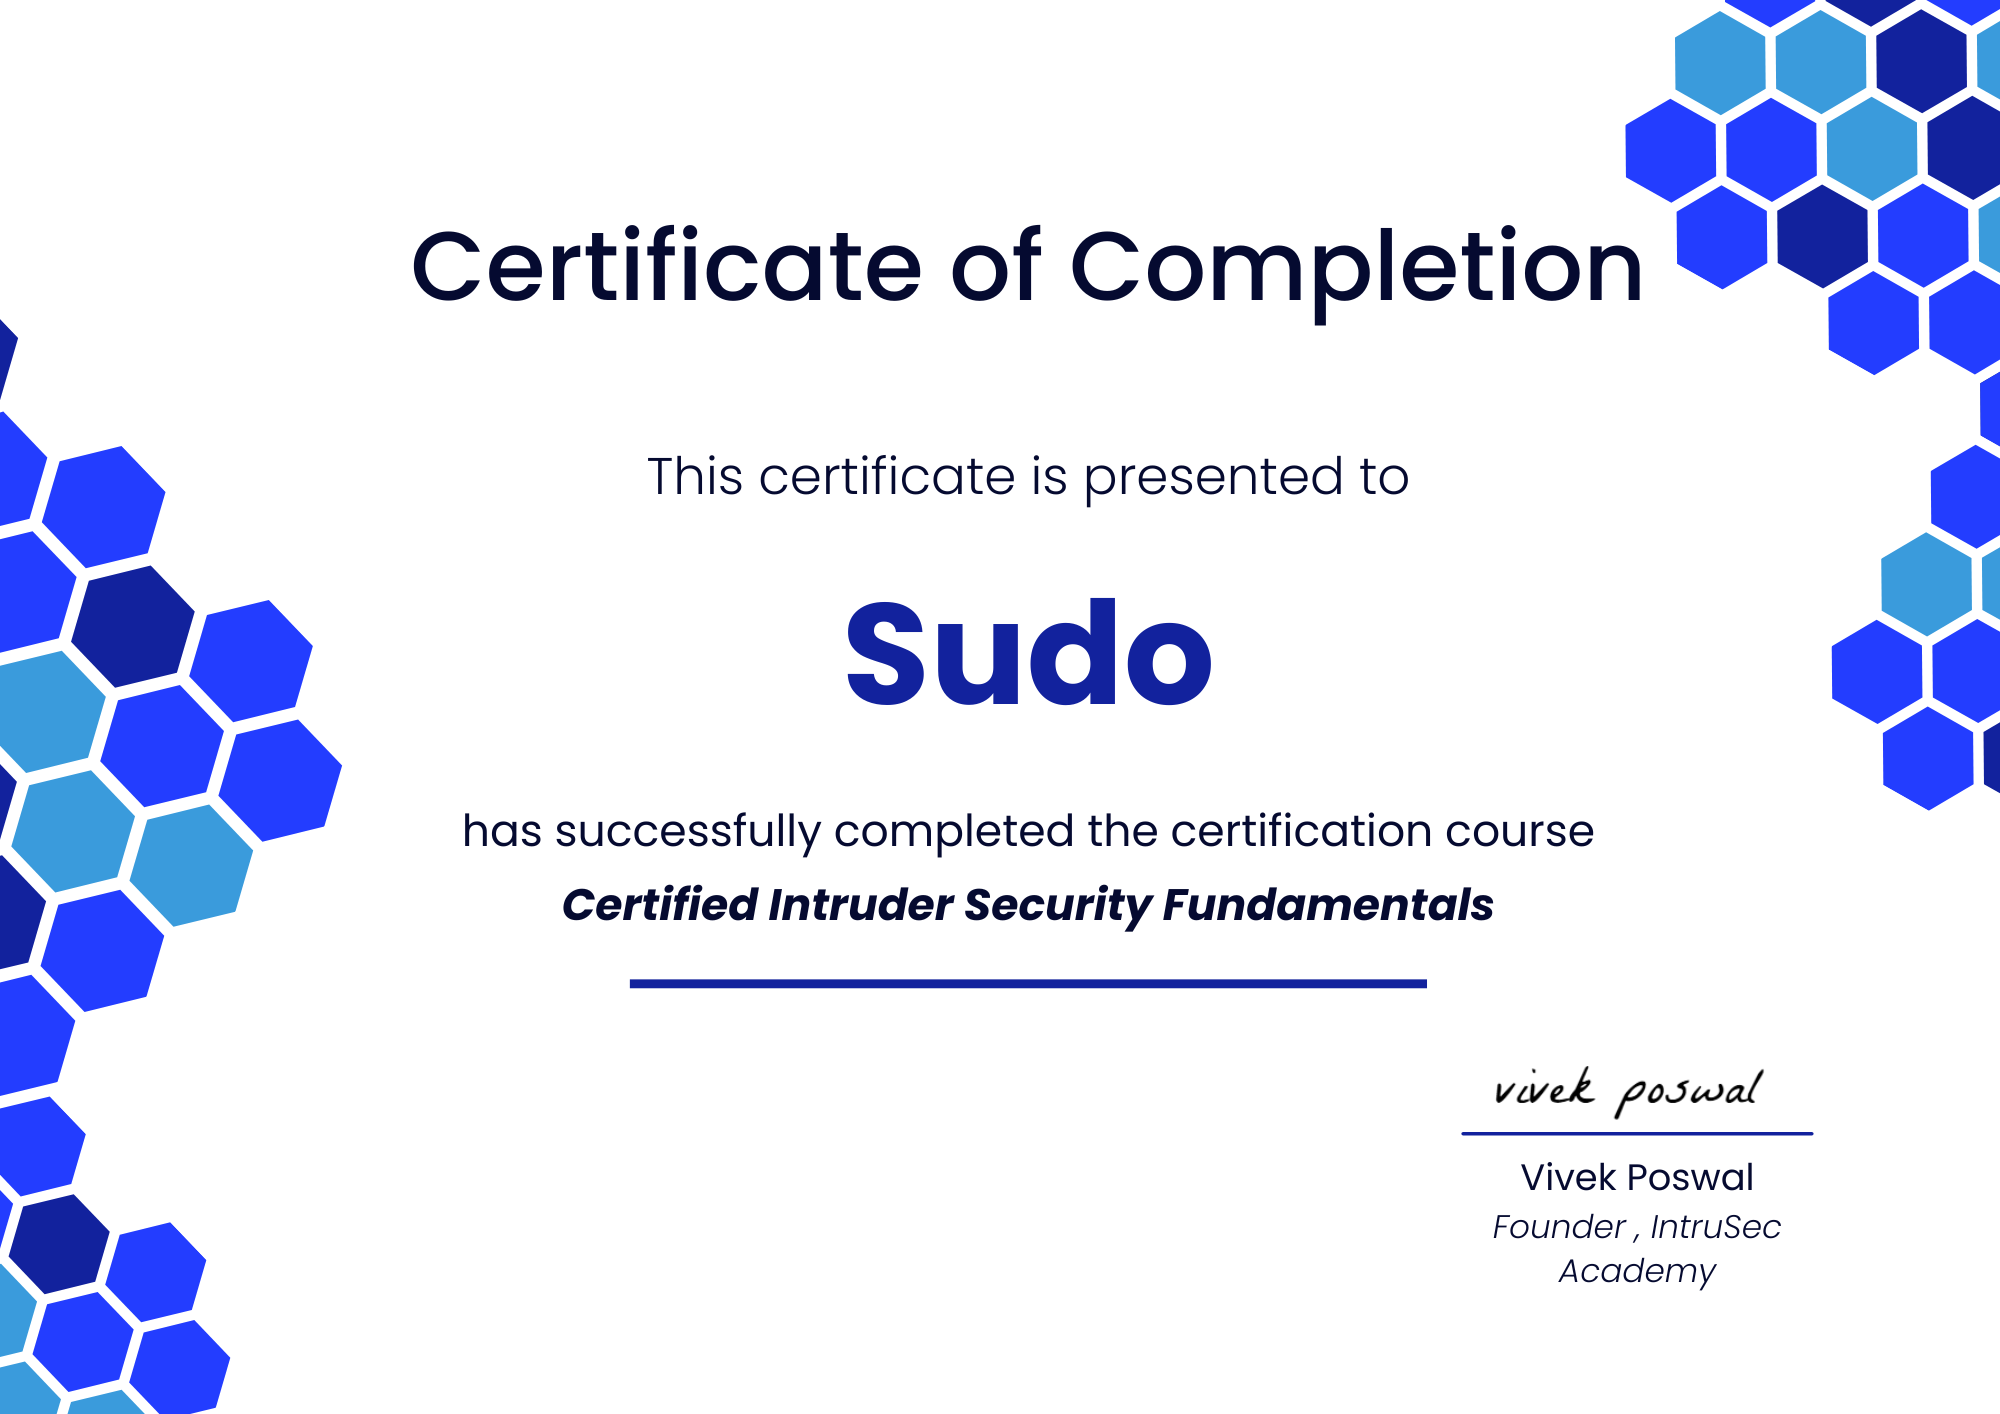 Certificate of Completion
This certificate is presented to
Sudo
has successfully completed the certification course
Certified Intruder Security Fundamentals
vivek poswal
Vivek Poswal
Founder , IntruSec
Academy